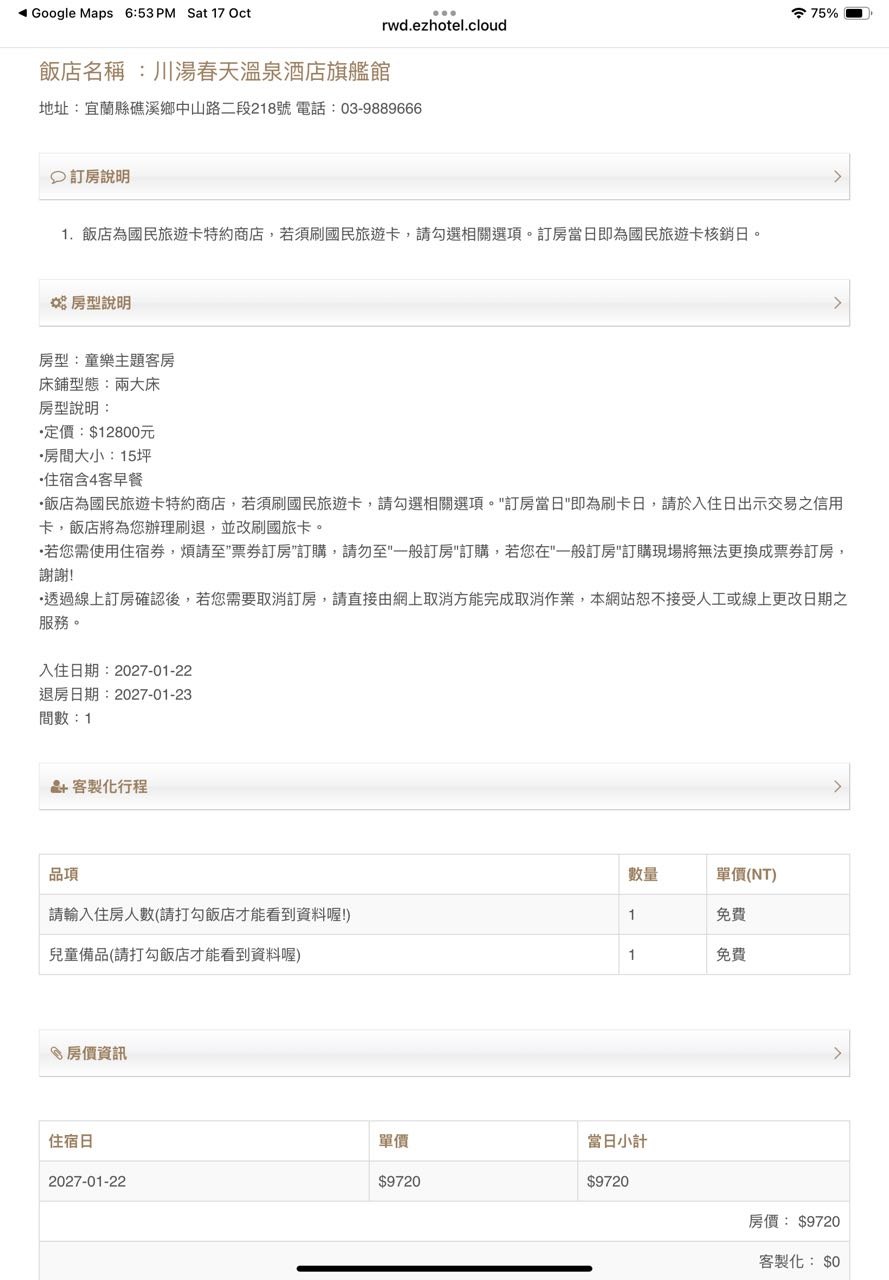 ◀ Google Maps 6:53 PM Sat 17 Oct
75%
rwd.ezhotel.cloud
飯店名稱 ：川湯春天溫泉酒店旗艦館
地址：宜蘭縣礁溪鄉中山路二段218號 電話：03-9889666
訂房說明
1. 飯店為國民旅遊卡特約商店，若須刷國民旅遊卡，請勾選相關選項。訂房當日即為國民旅遊卡核銷日。
房型說明
房型：童樂主題客房
床鋪型態：兩大床
房型說明：
•定價：$12800元
•房間大小：15坪
•住宿含4客早餐
•飯店為國民旅遊卡特約商店，若須刷國民旅遊卡，請勾選相關選項。"訂房當日"即為刷卡日，請於入住日出示交易之信用
卡，飯店將為您辦理刷退，並改刷國旅卡。
•若您需使用住宿券，煩請至”票券訂房”訂購，請勿至"一般訂房"訂購，若您在"一般訂房"訂購現場將無法更換成票券訂房，
謝謝!
•透過線上訂房確認後，若您需要取消訂房，請直接由網上取消方能完成取消作業，本網站恕不接受人工或線上更改日期之
服務。
入住日期：2027-01-22
退房日期：2027-01-23
間數：1
客製化行程
品項 數量 單價(NT)
請輸入住房人數(請打勾飯店才能看到資料喔!) 1 免費
兒童備品(請打勾飯店才能看到資料喔) 1 免費
房價資訊
住宿日 單價 當日小計
2027-01-22 $9720 $9720
房價： $9720
客製化： $0